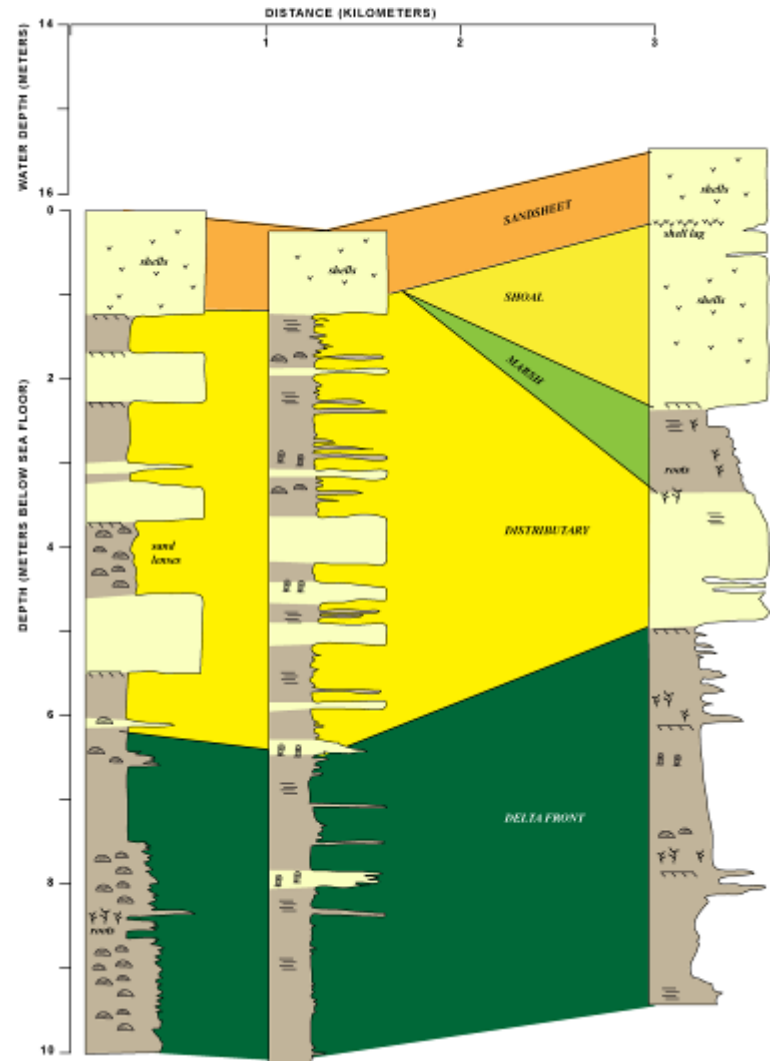 DISTANCE (KILOMETERS)
14
1
2
3
WATER DEPTH (METERS)
16
0
shells
SANDSHEET
shells
shell lag
shells
SHOAL
shells
MARSH
2
DEPTH (METERS BELOW SEA FLOOR)
roots
4
sand
lenses
DISTRIBUTARY
6
DELTA FRONT
8
roots
10